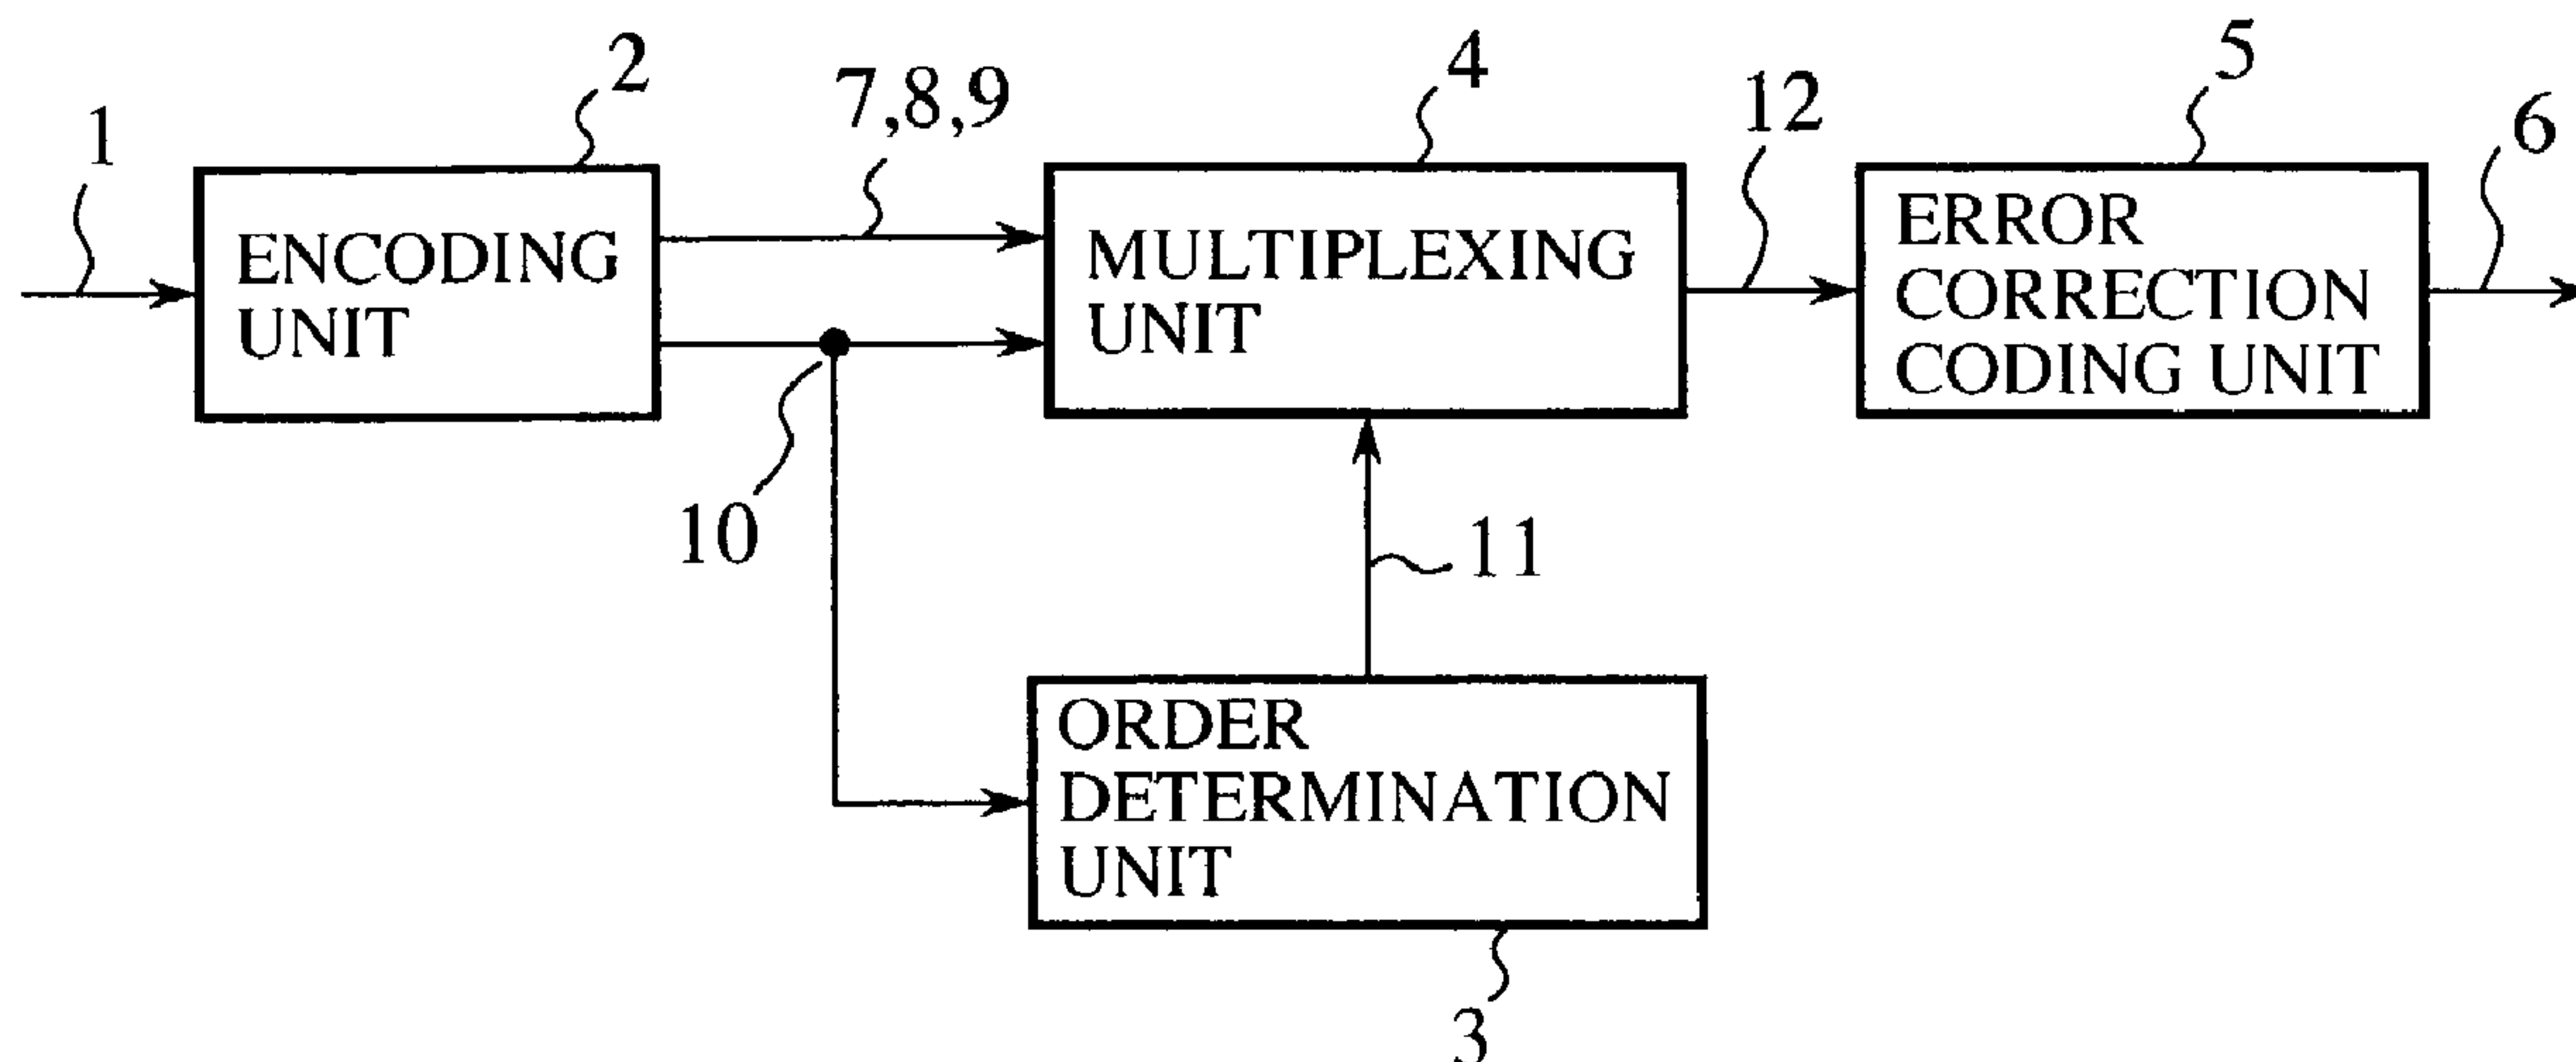 1
2
7,8,9
4
12
5
6
ENCODING
UNIT
MULTIPLEXING
UNIT
ERROR
CORRECTION
CODING UNIT
10
11
ORDER
DETERMINATION
UNIT
3